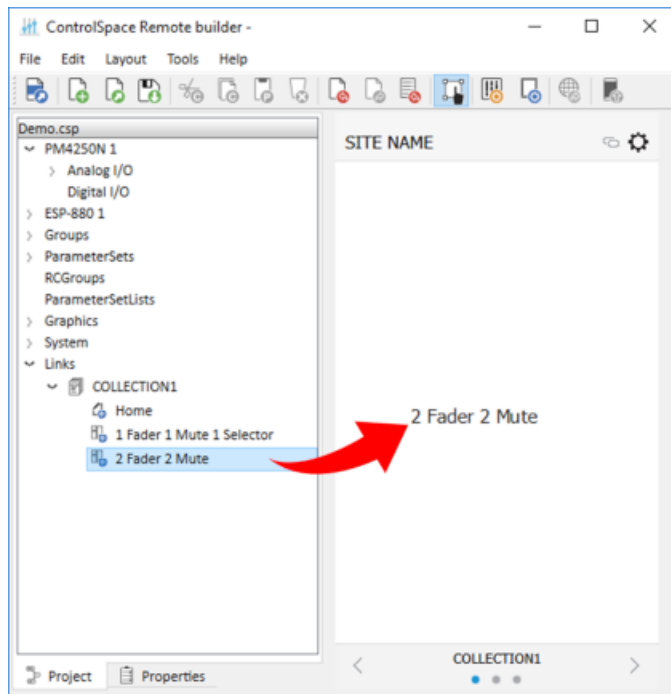 ControlSpace Remote builder -
File Edit Layout Tools Help
Demo.csp
PM4250N 1
Analog I/O
Digital I/O
ESP-880 1
Groups
ParameterSets
RCGroups
ParameterSetLists
Graphics
System
Links
COLLECTION1
Home
1 Fader 1 Mute 1 Selector
2 Fader 2 Mute
Project Properties
SITE NAME
2 Fader 2 Mute
COLLECTION1